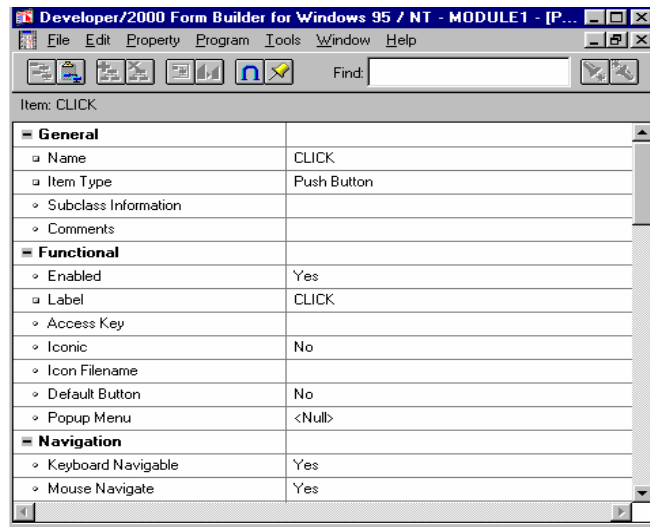 Developer/2000 Form Builder for Windows 95 / NT - MODULE1 - [P...
File Edit Property Program Tools Window Help
Find:
Item: CLICK
General
Name CLICK
Item Type Push Button
Subclass Information
Comments
Functional
Enabled Yes
Label CLICK
Access Key
Iconic No
Icon Filename
Default Button No
Popup Menu <Null>
Navigation
Keyboard Navigable Yes
Mouse Navigate Yes